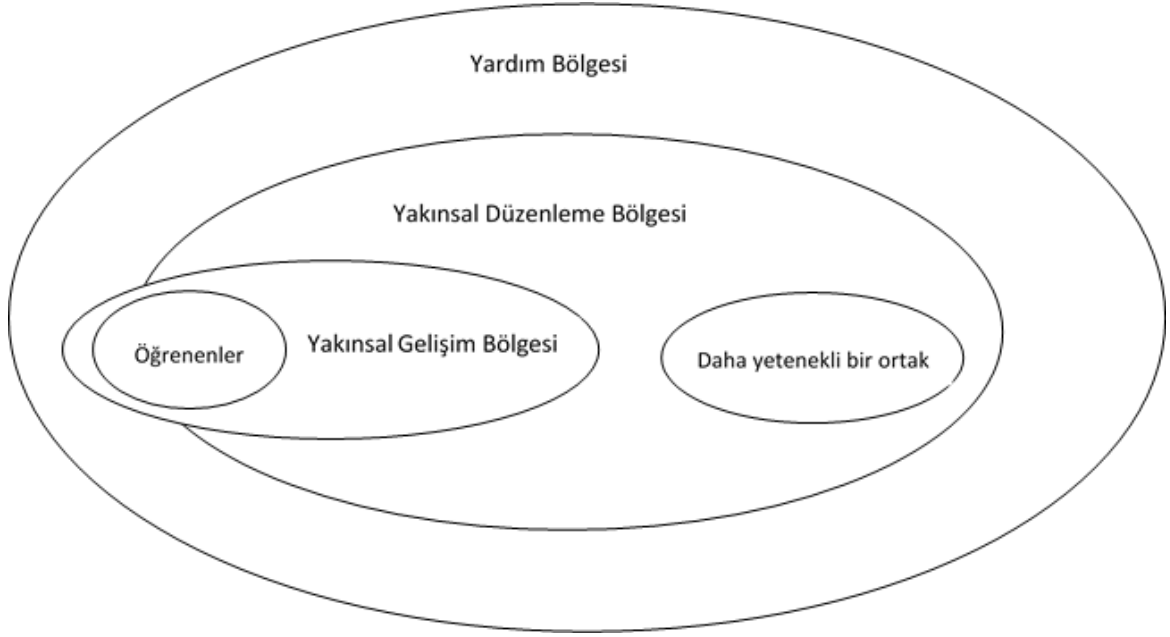 Yardım Bölgesi
Yakınsal Düzenleme Bölgesi
Öğrenenler
Yakınsal Gelişim Bölgesi
Daha yetenekli bir ortak